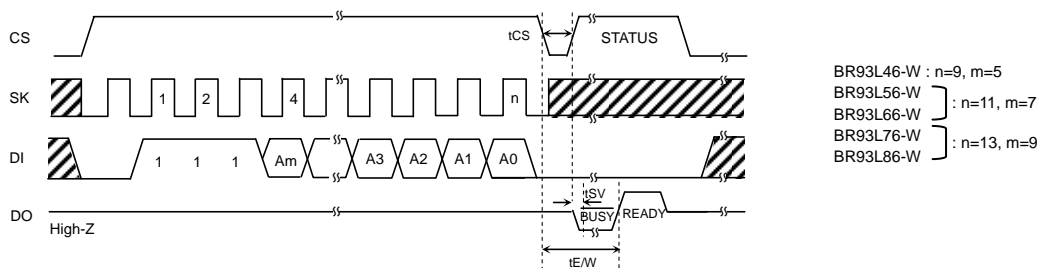 CS
tCS
STATUS
SK
1
2
4
n
DI
1
1
1
Am
A3
A2
A1
A0
DO
High-Z
tSV
BUSY
READY
tE/W
BR93L46-W : n=9, m=5
BR93L56-W
BR93L66-W
: n=11, m=7
BR93L76-W
BR93L86-W
: n=13, m=9